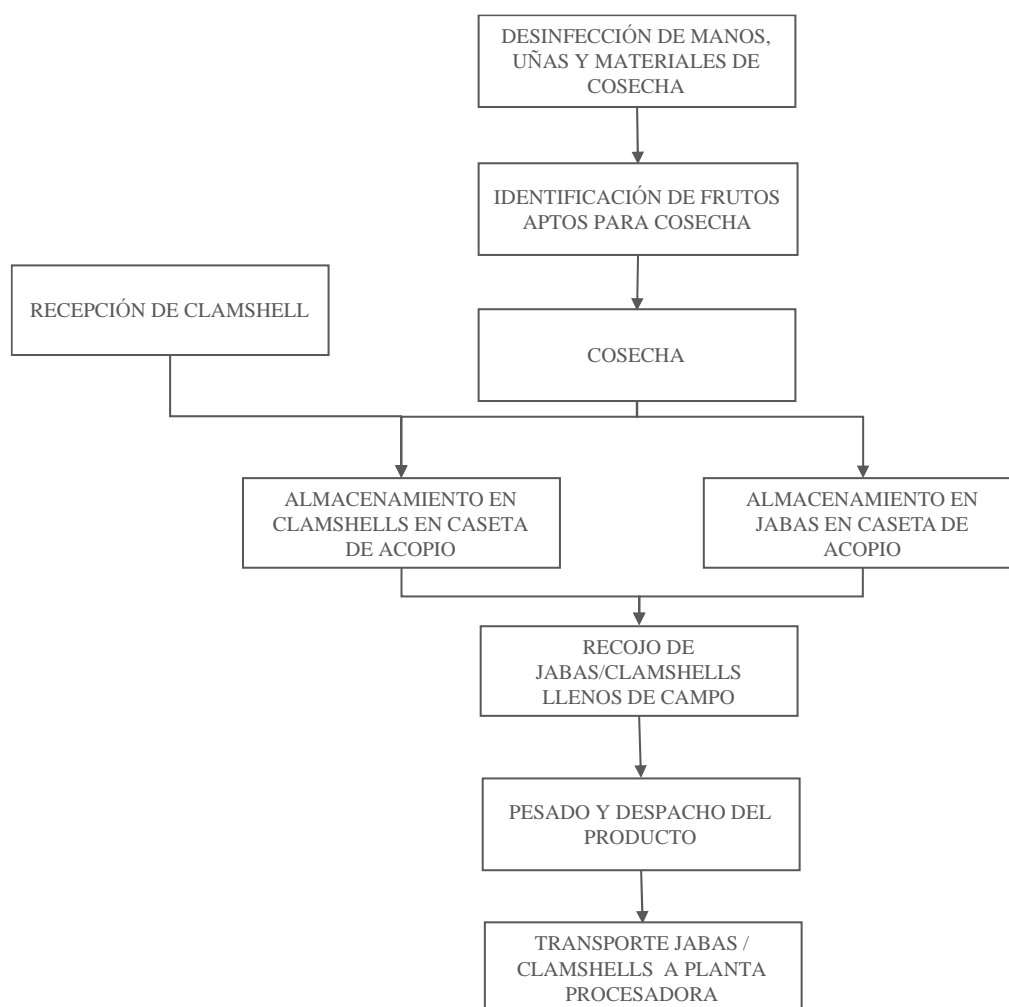 DESINFECCIÓN DE MANOS,
UÑAS Y MATERIALES DE
COSECHA
IDENTIFICACIÓN DE FRUTOS
APTOS PARA COSECHA
RECEPCIÓN DE CLAMSHELL
COSECHA
ALMACENAMIENTO EN
CLAMSHELLS EN CASETA
DE ACOPIO
ALMACENAMIENTO EN
JABAS EN CASETA DE
ACOPIO
RECOJO DE
JABAS/CLAMSHELLS
LLENOS DE CAMPO
PESADO Y DESPACHO DEL
PRODUCTO
TRANSPORTE JABAS /
CLAMSHELLS A PLANTA
PROCESADORA